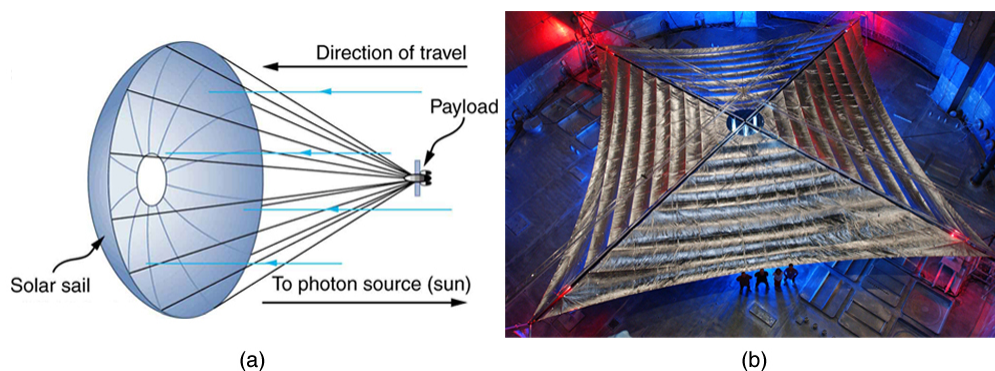 Direction of travel
Payload
Solar sail
To photon source (sun)
(a)
(b)